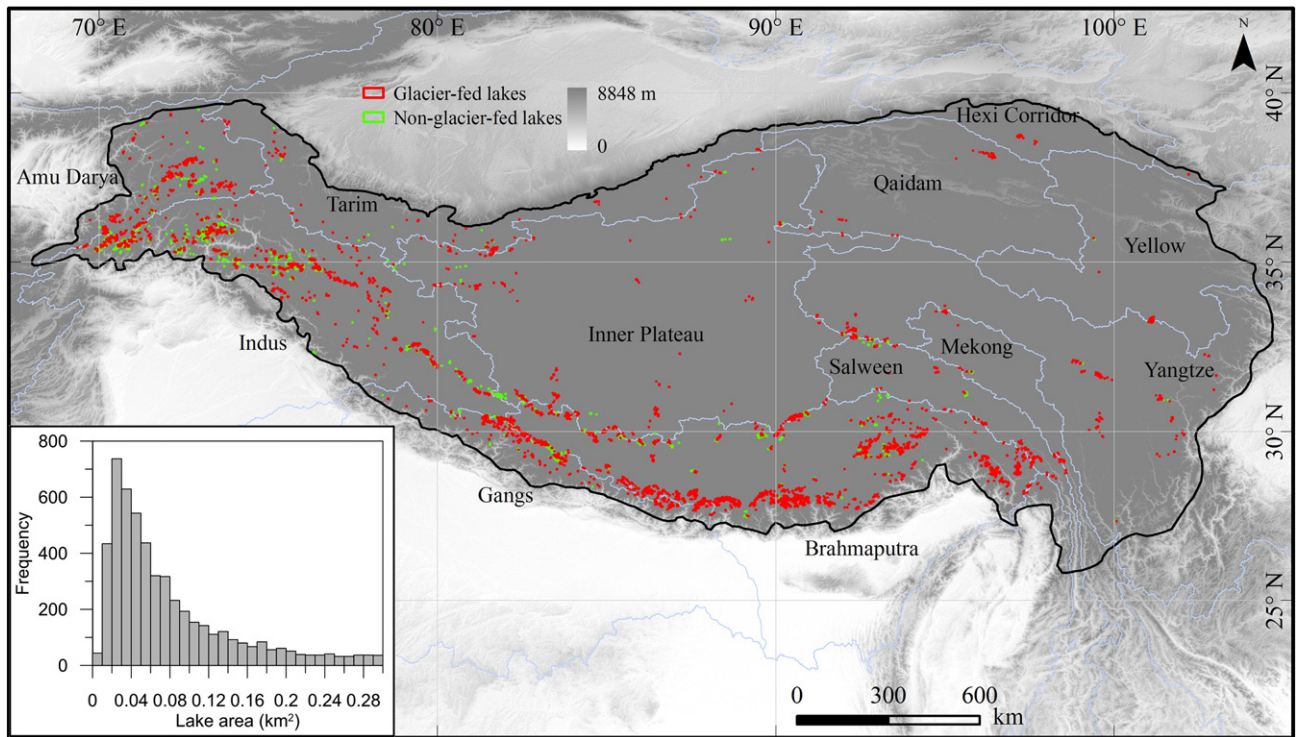 70° E
80° E
90° E
100° E
N
Glacier-fed lakes
Non-glacier-fed lakes
8848 m
0
40° N
Hexi Corridor
Amu Darya
Tarim
Qaidam
Yellow
35° N
Indus
Inner Plateau
Salween
Mekong
Yangtze
30° N
Gangs
Brahmaputra
25° N
800
600
400
200
0
Frequency
0 0.04 0.08 0.12 0.16 0.2 0.24 0.28
Lake area (km²)
0 300 600
km